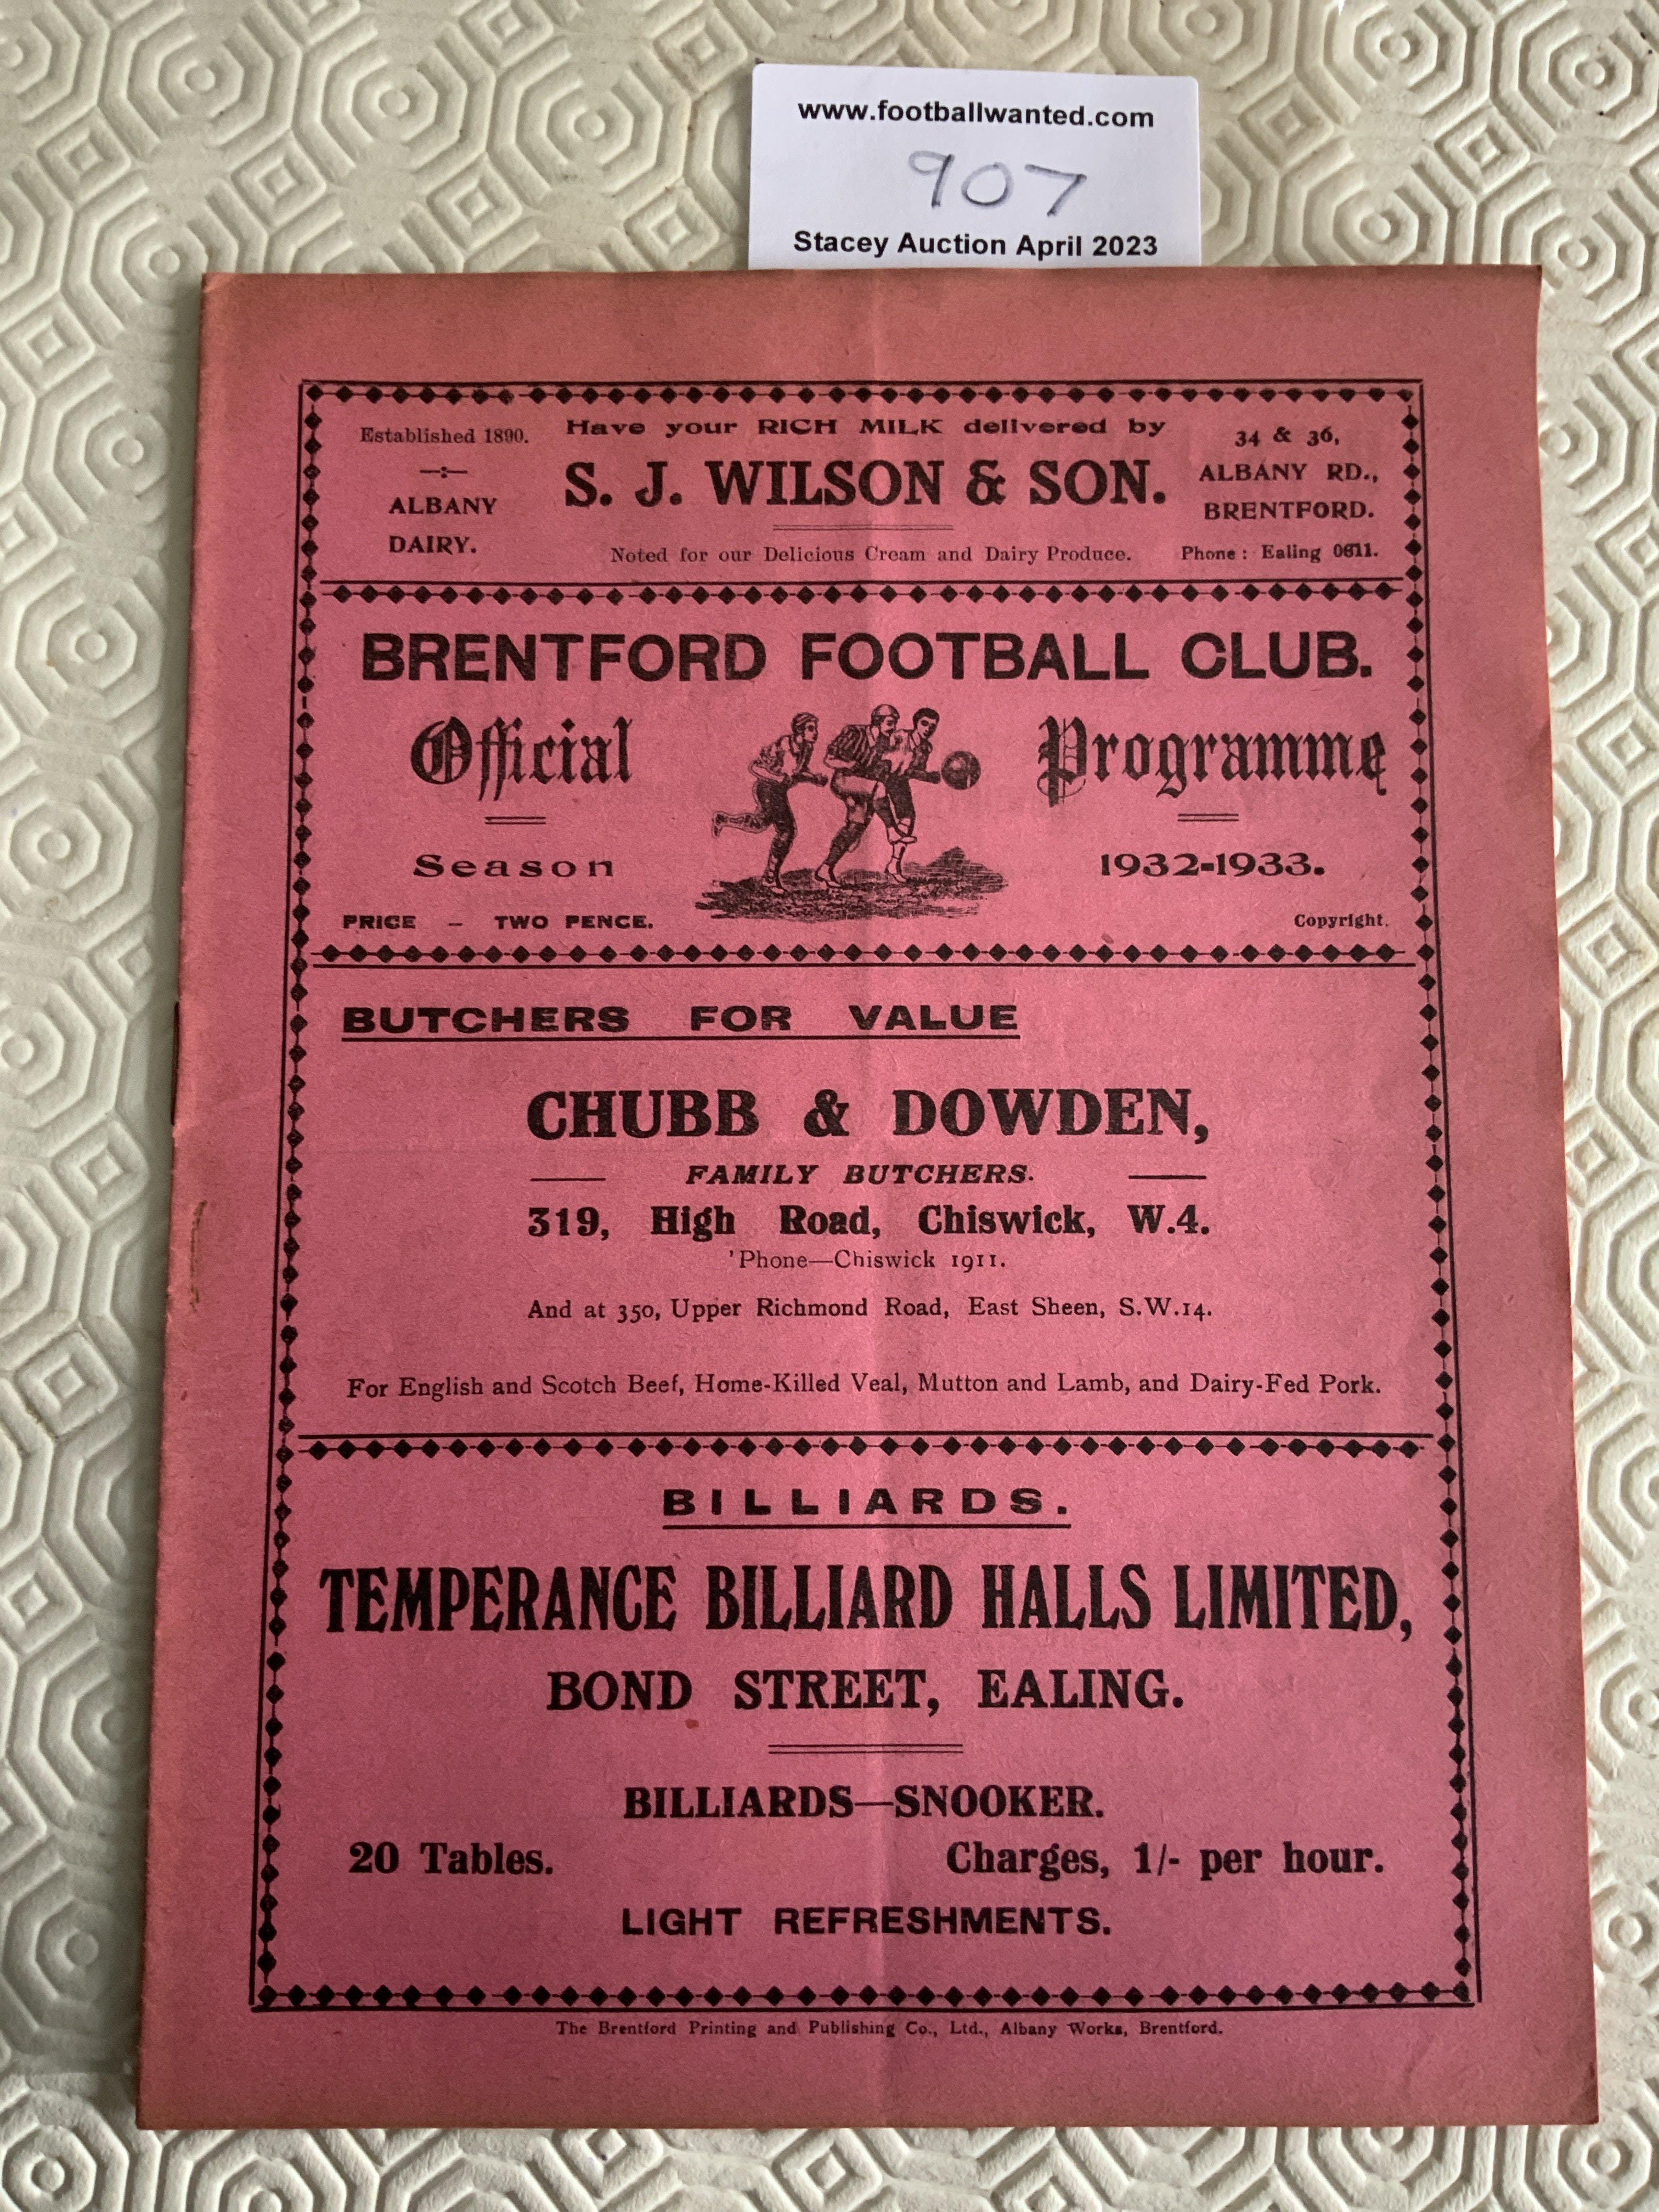 www.footballwanted.com
907
Stacey Auction April 2023
Established 1890.
ALBANY
DAIRY.
Have your RICH MILK delivered by
S. J. WILSON & SON.
Noted for our Delicious Cream and Dairy Produce.
34 & 36,
ALBANY RD.,
BRENTFORD.
Phone: Ealing 0611.
BRENTFORD FOOTBALL CLUB.
Official Programme
Season 1932-1933.
PRICE - TWO PENCE. Copyright.
BUTCHERS FOR VALUE
CHUBB & DOWDEN,
FAMILY BUTCHERS.
319, High Road, Chiswick, W.4.
'Phone—Chiswick 1911.
And at 350, Upper Richmond Road, East Sheen, S.W.14.
For English and Scotch Beef, Home-Killed Veal, Mutton and Lamb, and Dairy-Fed Pork.
BILLIARDS.
TEMPERANCE BILLIARD HALLS LIMITED,
BOND STREET, EALING.
BILLIARDS—SNOOKER.
20 Tables. Charges, 1/- per hour.
LIGHT REFRESHMENTS.
The Brentford Printing and Publishing Co., Ltd., Albany Works, Brentford.